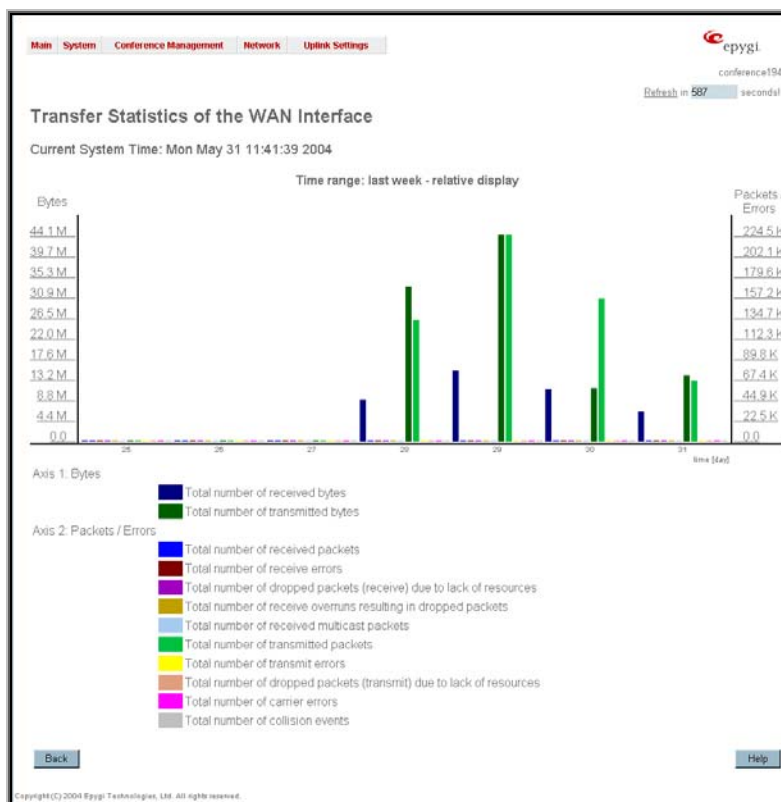 Main System Conference Management Network Uplink Settings
epygi
conference194
Refresh in 587 seconds!
Transfer Statistics of the WAN Interface
Current System Time: Mon May 31 11:41:39 2004
Time range: last week - relative display
Bytes
Packets
Errors
44.1 M 224.5 K
39.7 M 202.1 K
35.3 M 179.6 K
30.9 M 157.2 K
26.5 M 134.7 K
22.0 M 112.3 K
17.6 M 89.8 K
13.2 M 67.4 K
8.8 M 44.9 K
4.4 M 22.5 K
0.0 0.0
25 26 27 28 29 30 31
time [day]
Axis 1: Bytes
Total number of received bytes
Total number of transmitted bytes
Axis 2: Packets / Errors
Total number of received packets
Total number of receive errors
Total number of dropped packets (receive) due to lack of resources
Total number of receive overruns resulting in dropped packets
Total number of received multicast packets
Total number of transmitted packets
Total number of transmit errors
Total number of dropped packets (transmit) due to lack of resources
Total number of carrier errors
Total number of collision events
Back Help
Copyright (C) 2004 Epygi Technologies, Ltd. All rights reserved.